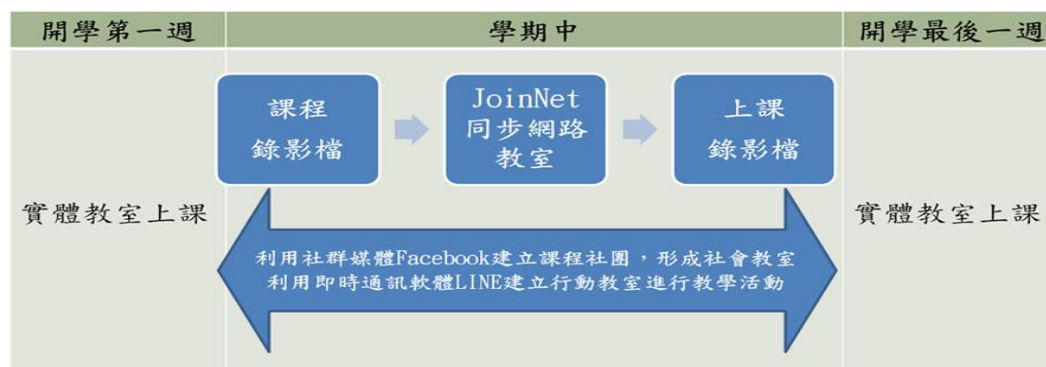 開學第一週
學期中
開學最後一週
實體教室上課
課程
錄影檔
JoinNet
同步網路
教室
上課
錄影檔
利用社群媒體Facebook建立課程社團，形成社會教室
利用即時通訊軟體LINE建立行動教室進行教學活動
實體教室上課